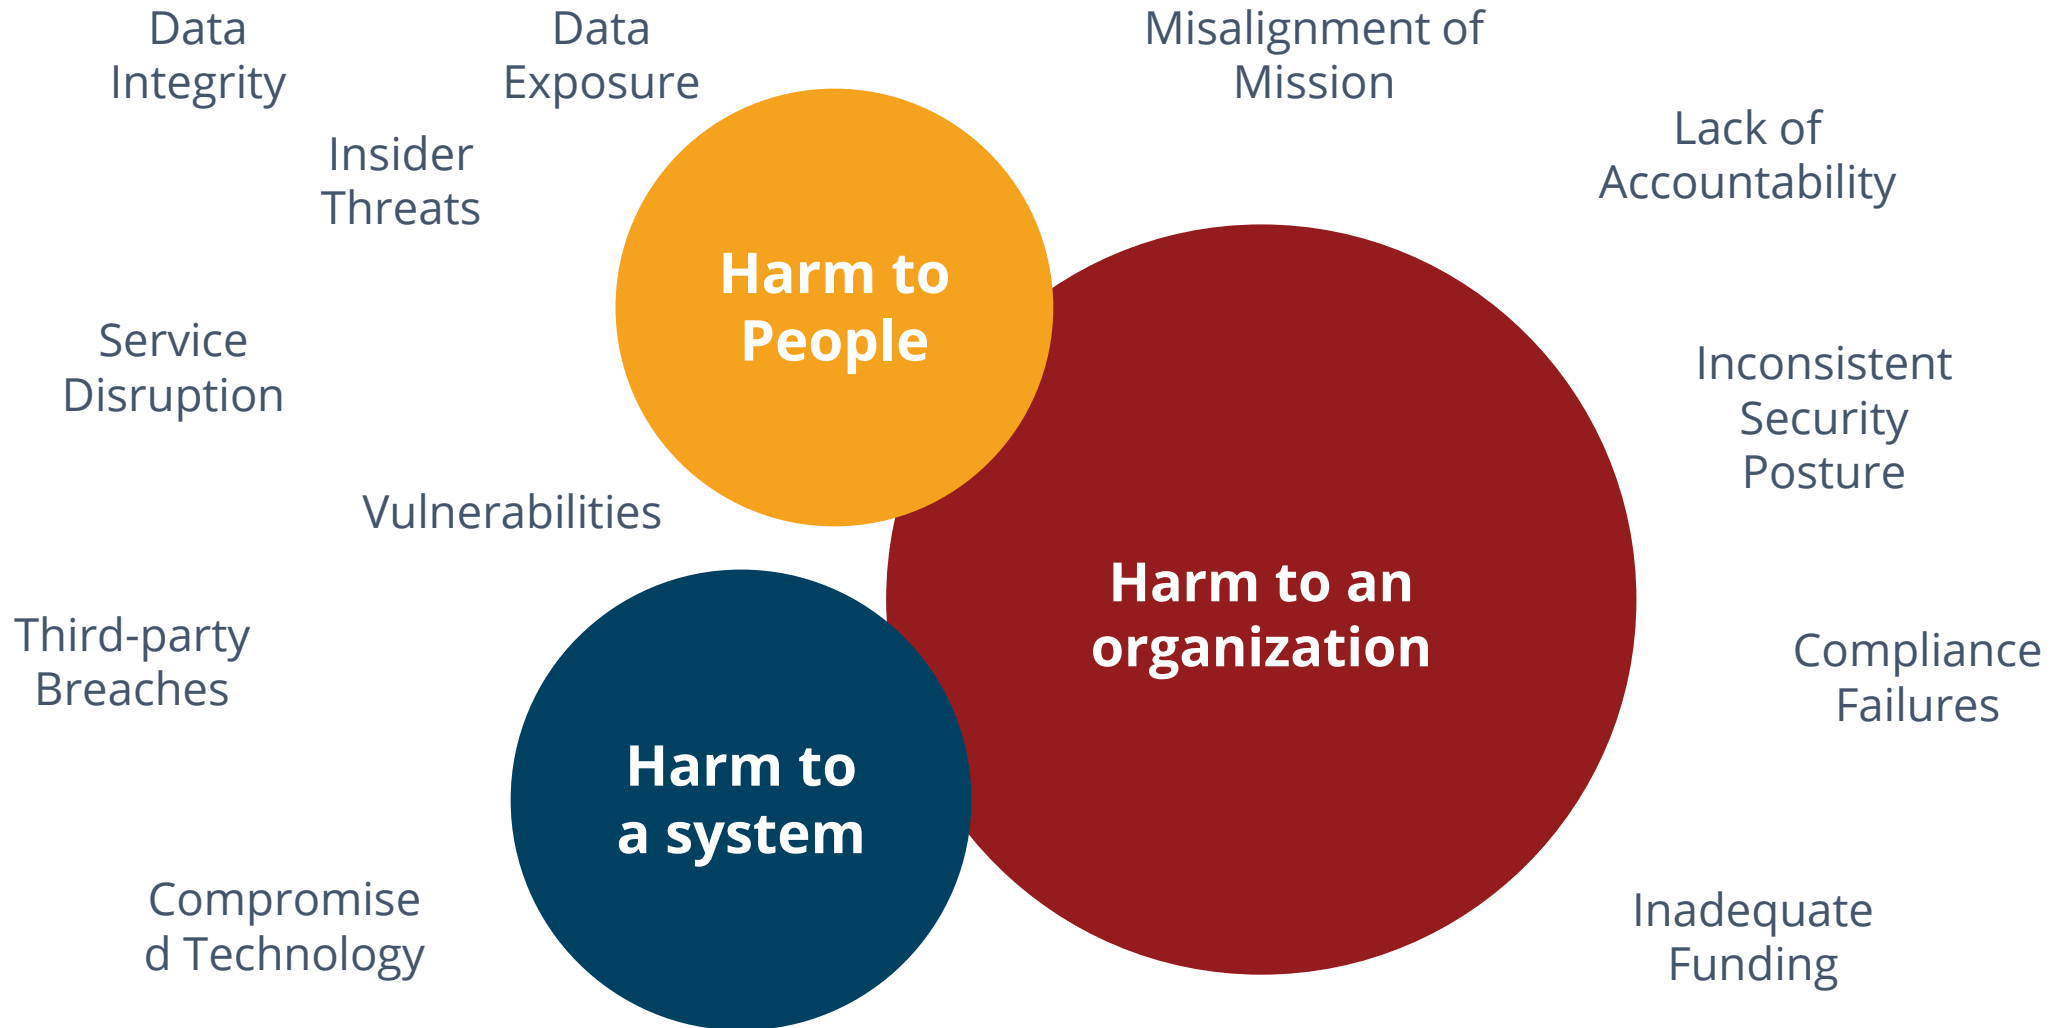 Data
Integrity
Data
Exposure
Misalignment of
Mission
Insider
Threats
Lack of
Accountability
Harm to
People
Service
Disruption
Inconsistent
Security
Posture
Vulnerabilities
Harm to an
organization
Third-party
Breaches
Compliance
Failures
Harm to
a system
Compromise
d Technology
Inadequate
Funding